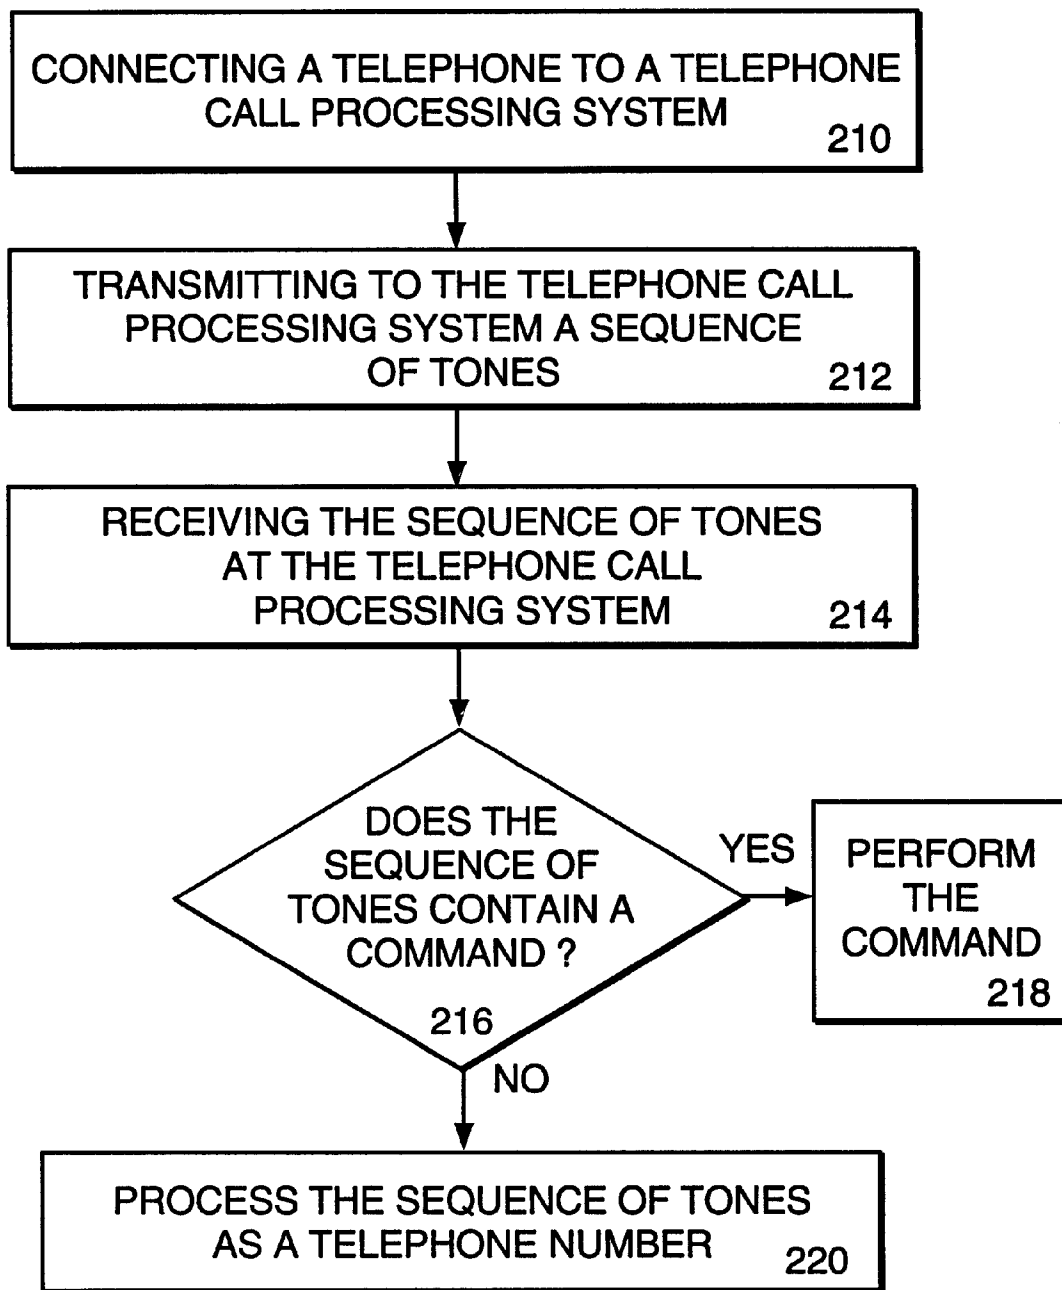 CONNECTING A TELEPHONE TO A TELEPHONE
CALL PROCESSING SYSTEM
210
TRANSMITTING TO THE TELEPHONE CALL
PROCESSING SYSTEM A SEQUENCE
OF TONES
212
RECEIVING THE SEQUENCE OF TONES
AT THE TELEPHONE CALL
PROCESSING SYSTEM
214
DOES THE
SEQUENCE OF
TONES CONTAIN A
COMMAND ?
216
YES
PERFORM
THE
COMMAND
218
NO
PROCESS THE SEQUENCE OF TONES
AS A TELEPHONE NUMBER
220